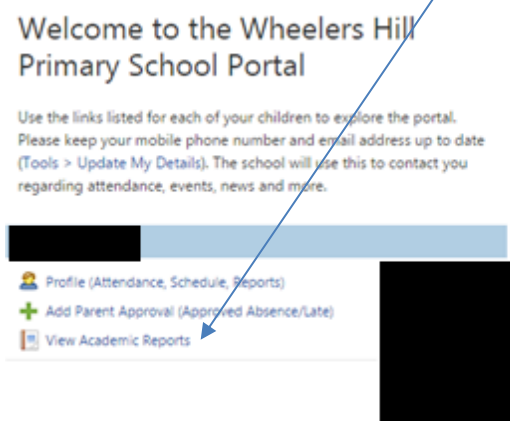 Welcome to the Wheelers Hill
Primary School Portal
Use the links listed for each of your children to explore the portal.
Please keep your mobile phone number and email address up to date
(Tools > Update My Details). The school will use this to contact you
regarding attendance, events, news and more.
Profile (Attendance, Schedule, Reports)
Add Parent Approval (Approved Absence/Late)
View Academic Reports